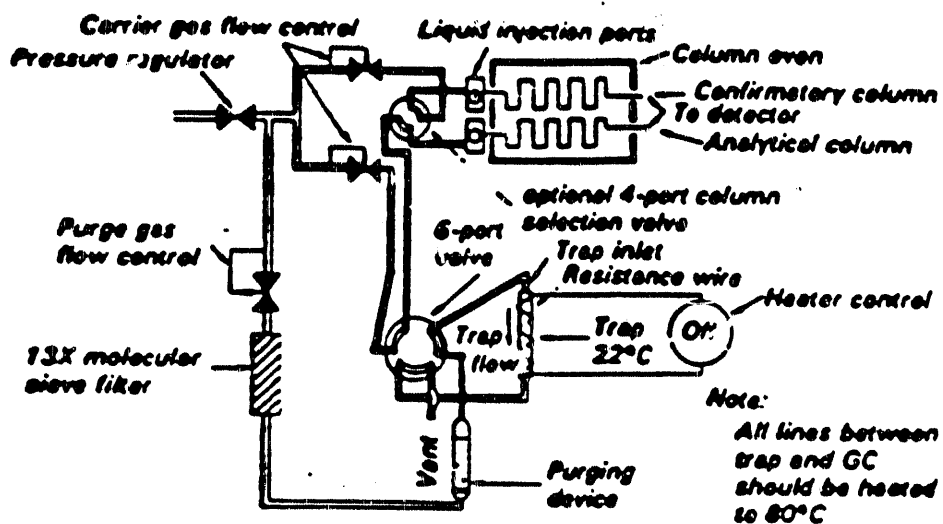 Carrier gas flow control
Liquid injection ports
Pressure regulator
Column oven
Confirmatory column
To detector
Analytical column
optional 4-port column
selection valve
Purge gas
flow control
6-port
valve
Trap inlet
Resistance wire
Heater control
Off
Trap
flow
Trap
22°C
13X molecular
sieve filter
Note:
All lines between
trap and GC
should be heated
to 80°C
Vent
Purging
device